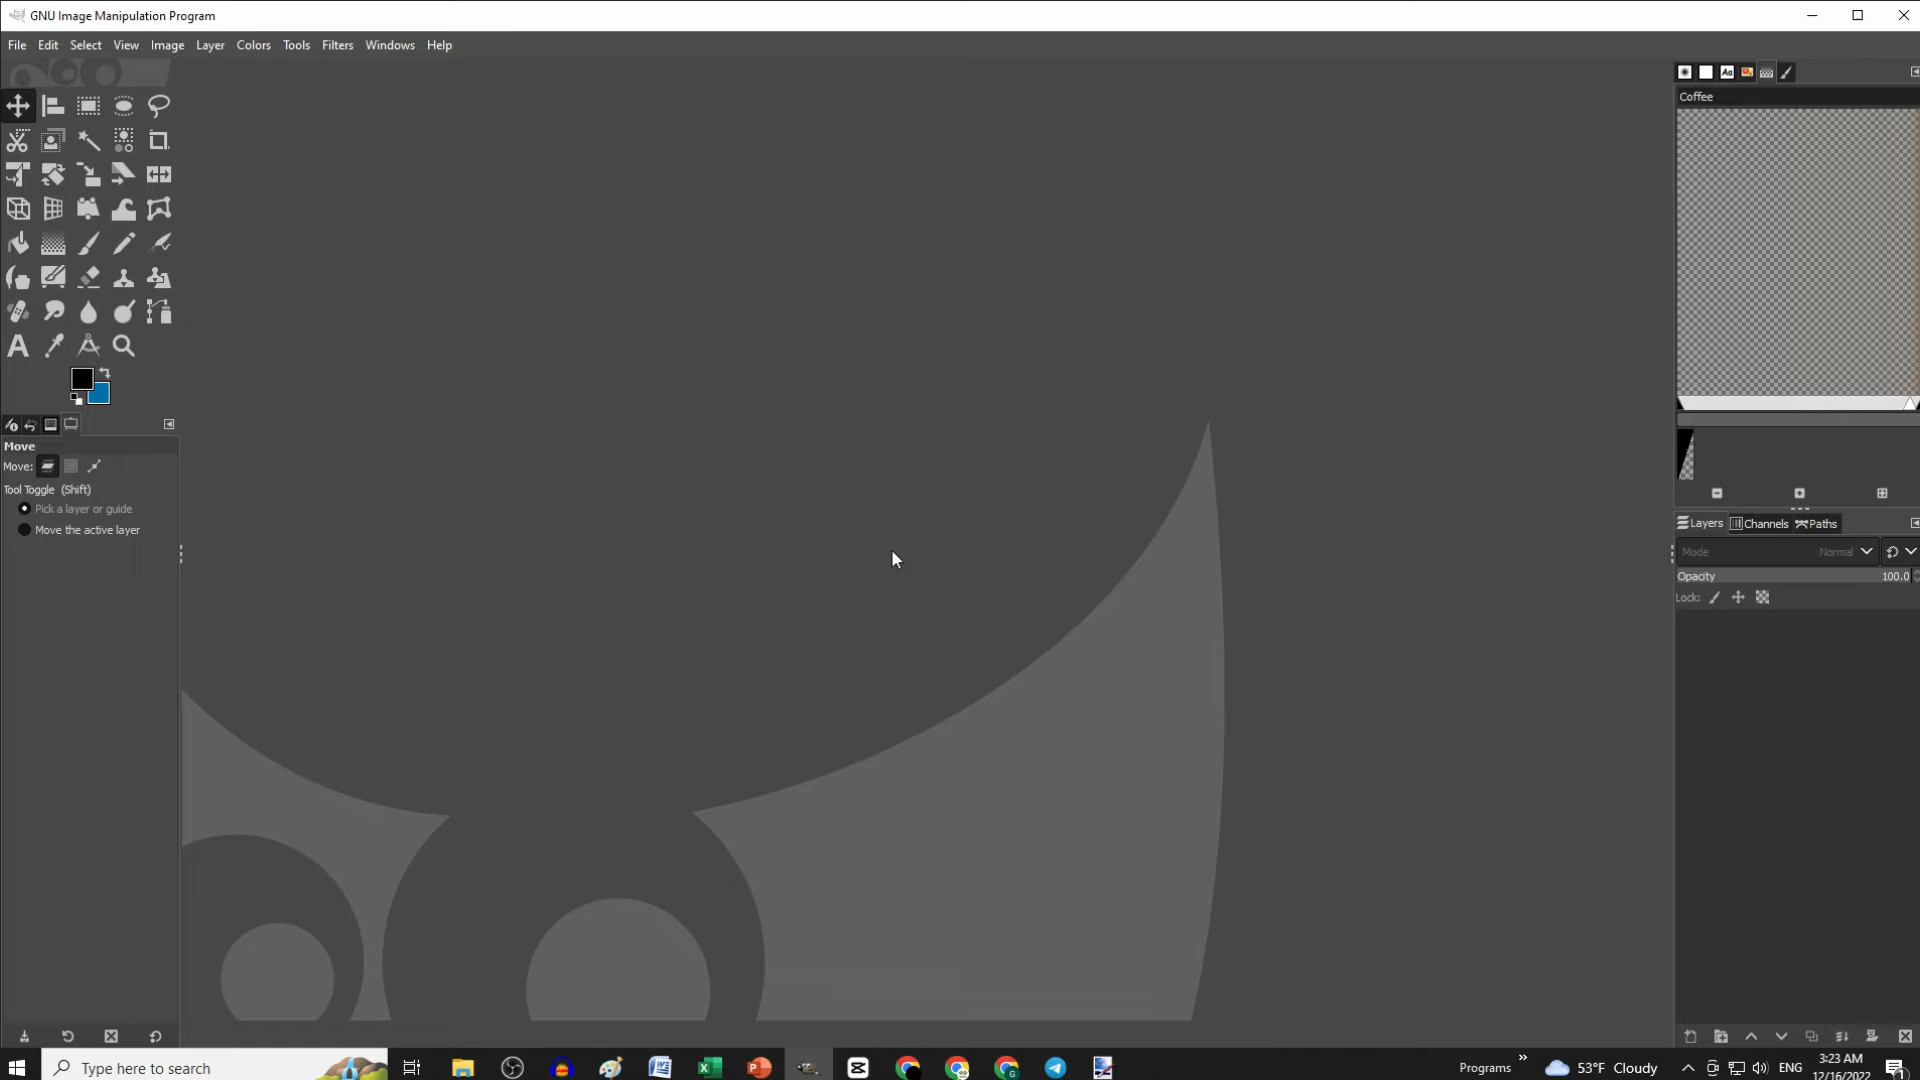 GNU Image Manipulation Program
File Edit Select View Image Layer Colors Tools Filters Windows Help
Aa
Coffee
A
Move
Move:
Tool Toggle (Shift)
Pick a layer or guide
Move the active layer
Layers Channels Paths
Mode Normal
Opacity 100.0
Lock:
Type here to search
Programs
53°F Cloudy
ENG
3:23 AM
12/16/2022